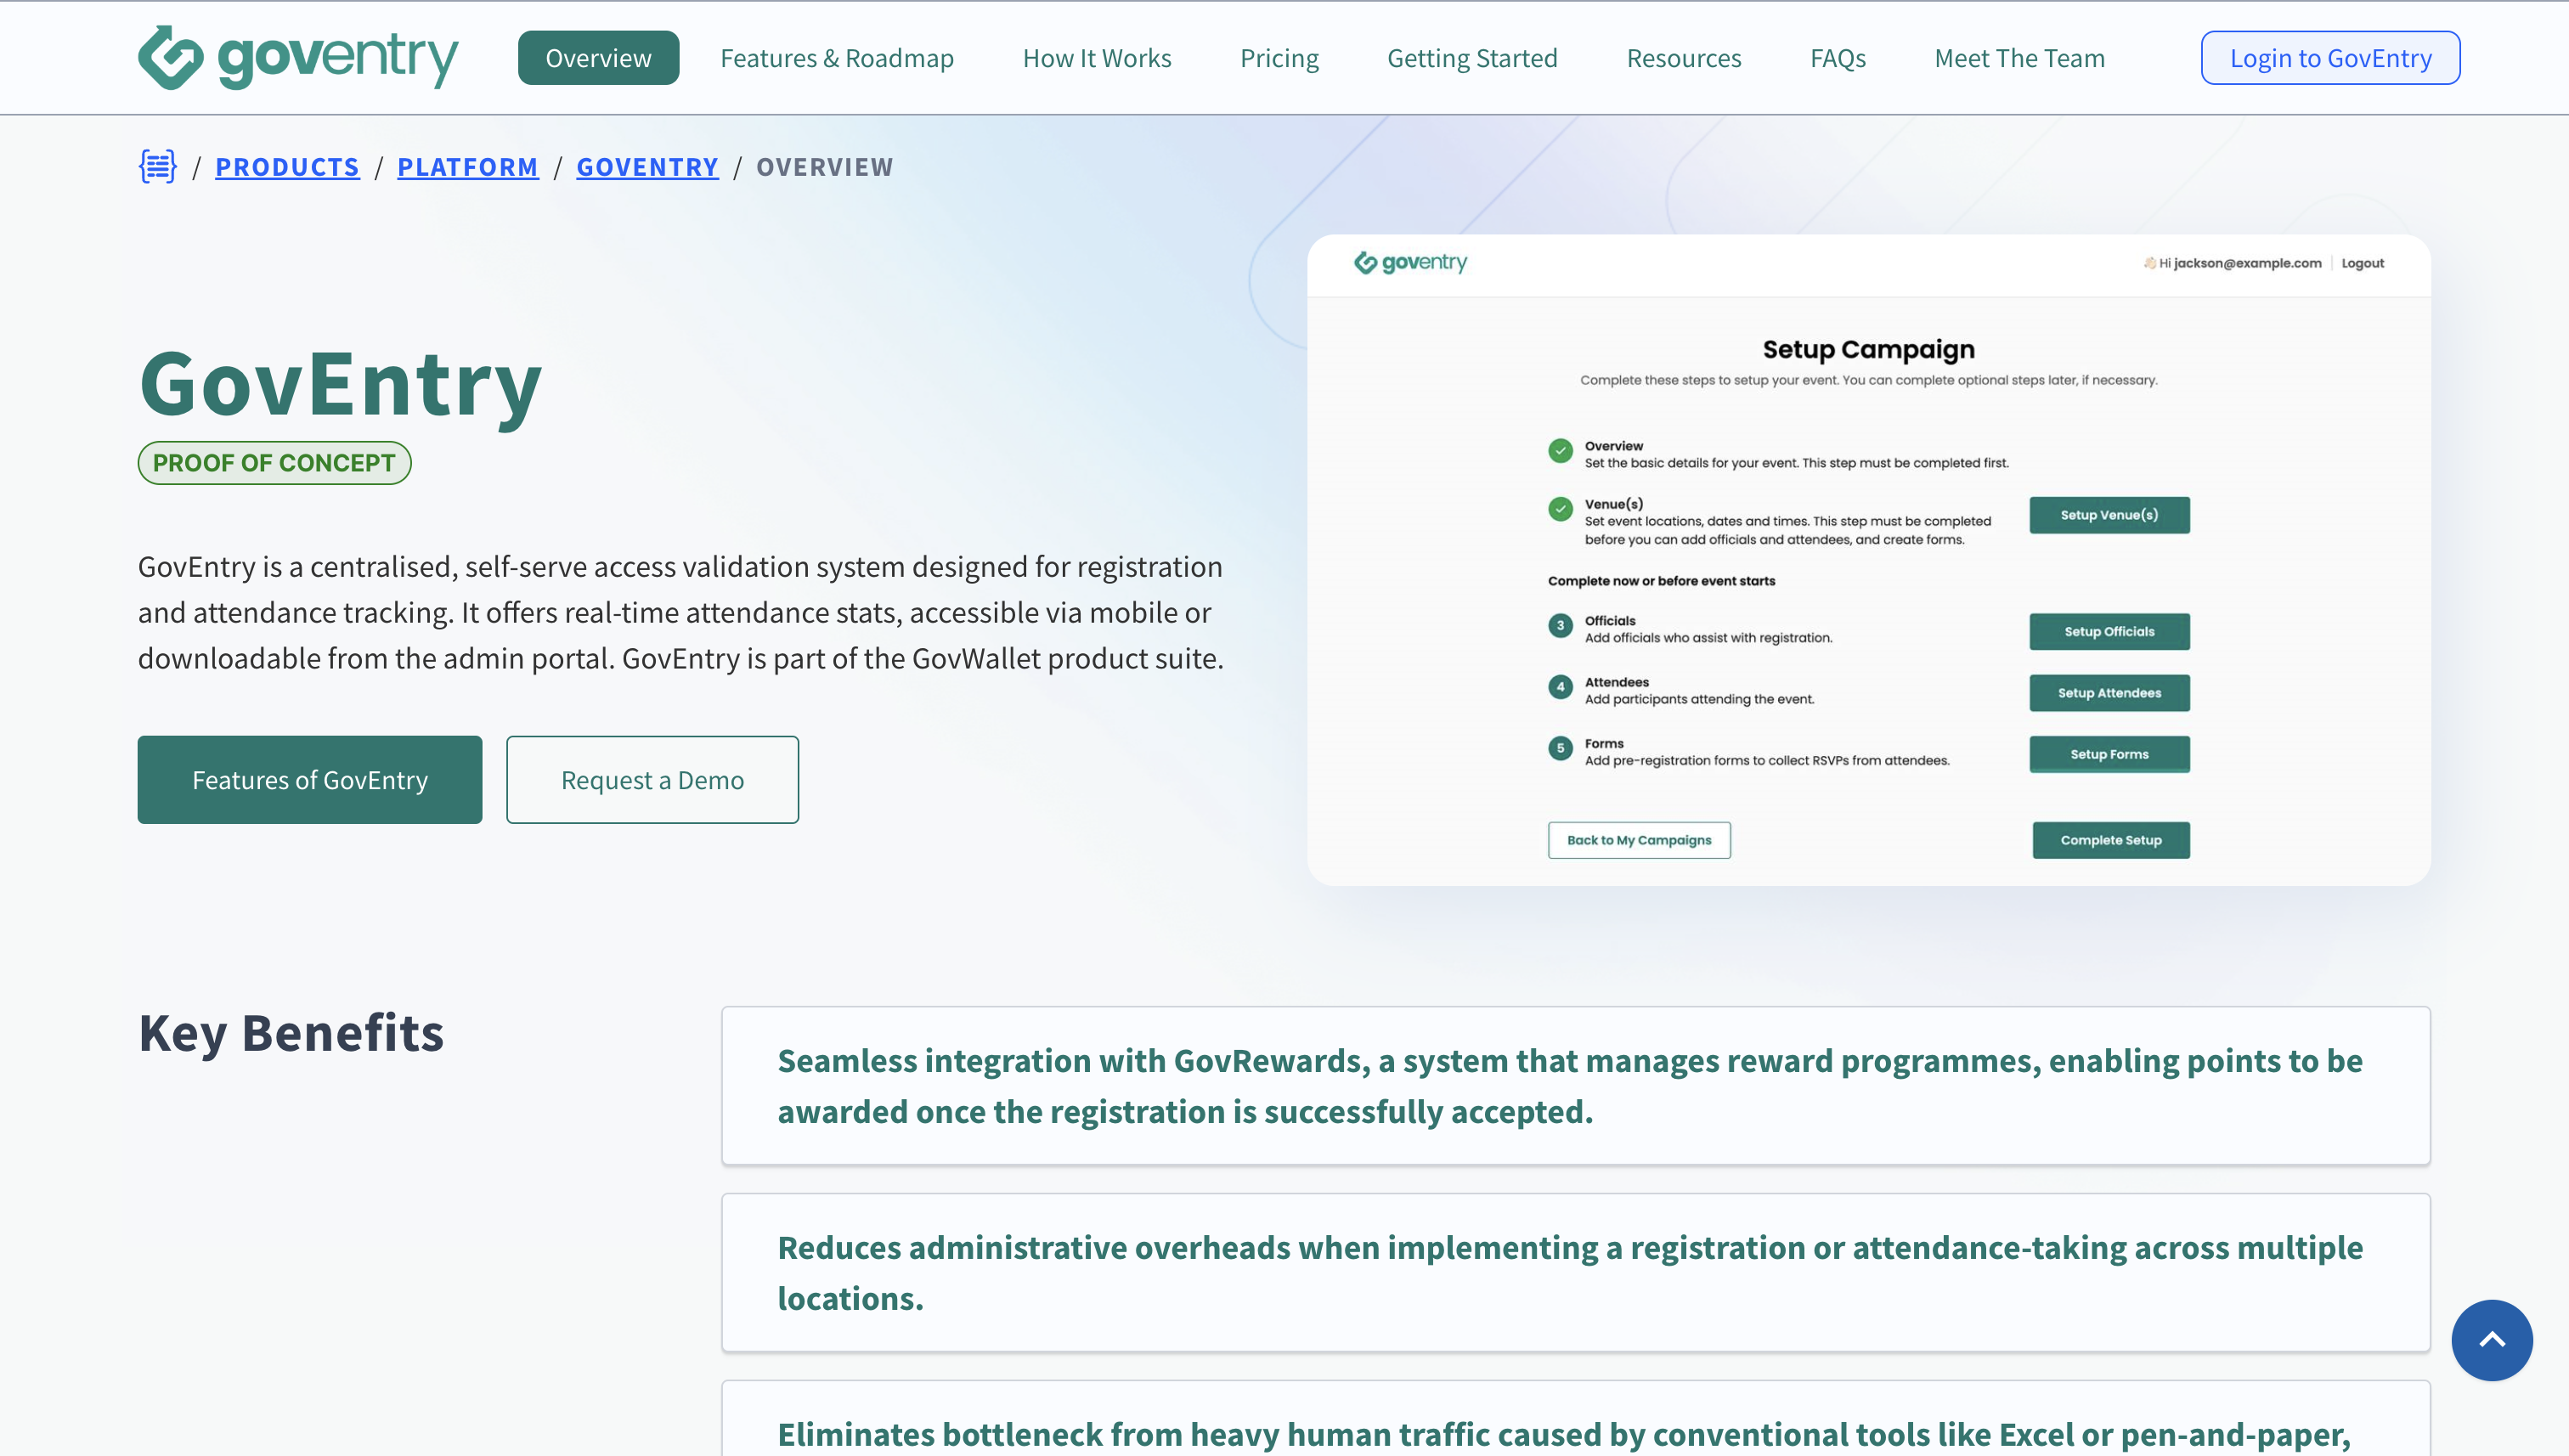 goventry
Overview
Features & Roadmap
How It Works
Pricing
Getting Started
Resources
FAQs
Meet The Team
Login to GovEntry
/ PRODUCTS / PLATFORM / GOVENTRY / OVERVIEW
GovEntry
PROOF OF CONCEPT
GovEntry is a centralised, self-serve access validation system designed for registration
and attendance tracking. It offers real-time attendance stats, accessible via mobile or
downloadable from the admin portal. GovEntry is part of the GovWallet product suite.
Features of GovEntry
Request a Demo
goventry
👋🏻 Hi jackson@example.com | Logout
Setup Campaign
Complete these steps to setup your event. You can complete optional steps later, if necessary.
Overview
Set the basic details for your event. This step must be completed first.
Venue(s)
Set event locations, dates and times. This step must be completed
before you can add officials and attendees, and create forms.
Setup Venue(s)
Complete now or before event starts
3
Officials
Add officials who assist with registration.
Setup Officials
4
Attendees
Add participants attending the event.
Setup Attendees
5
Forms
Add pre-registration forms to collect RSVPs from attendees.
Setup Forms
Back to My Campaigns
Complete Setup
Key Benefits
Seamless integration with GovRewards, a system that manages reward programmes, enabling points to be
awarded once the registration is successfully accepted.
Reduces administrative overheads when implementing a registration or attendance-taking across multiple
locations.
Eliminates bottleneck from heavy human traffic caused by conventional tools like Excel or pen-and-paper,